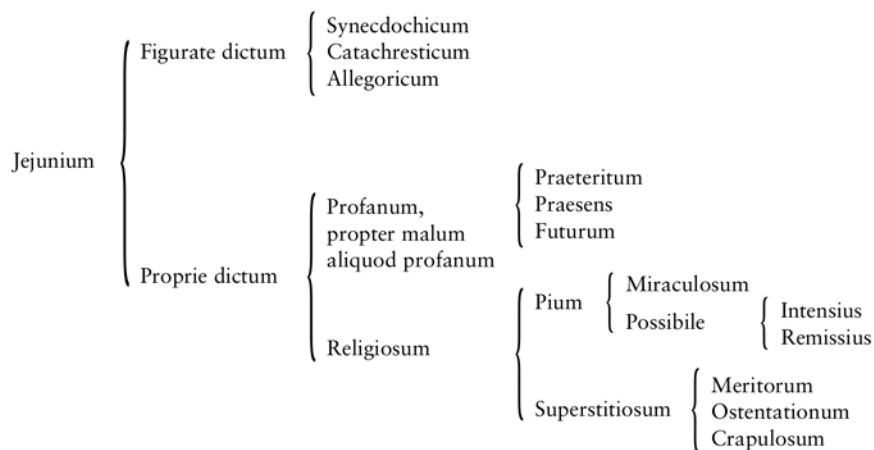 Jejunium
Figurate dictum
Synecdochicum
Catachresticum
Allegoricum
Proprie dictum
Profanum,
propter malum
aliquod profanum
Praeteritum
Praesens
Futurum
Religiosum
Pium
Miraculosum
Possibile
Intensius
Remissius
Superstitiosum
Meritorum
Ostentationum
Crapulosum